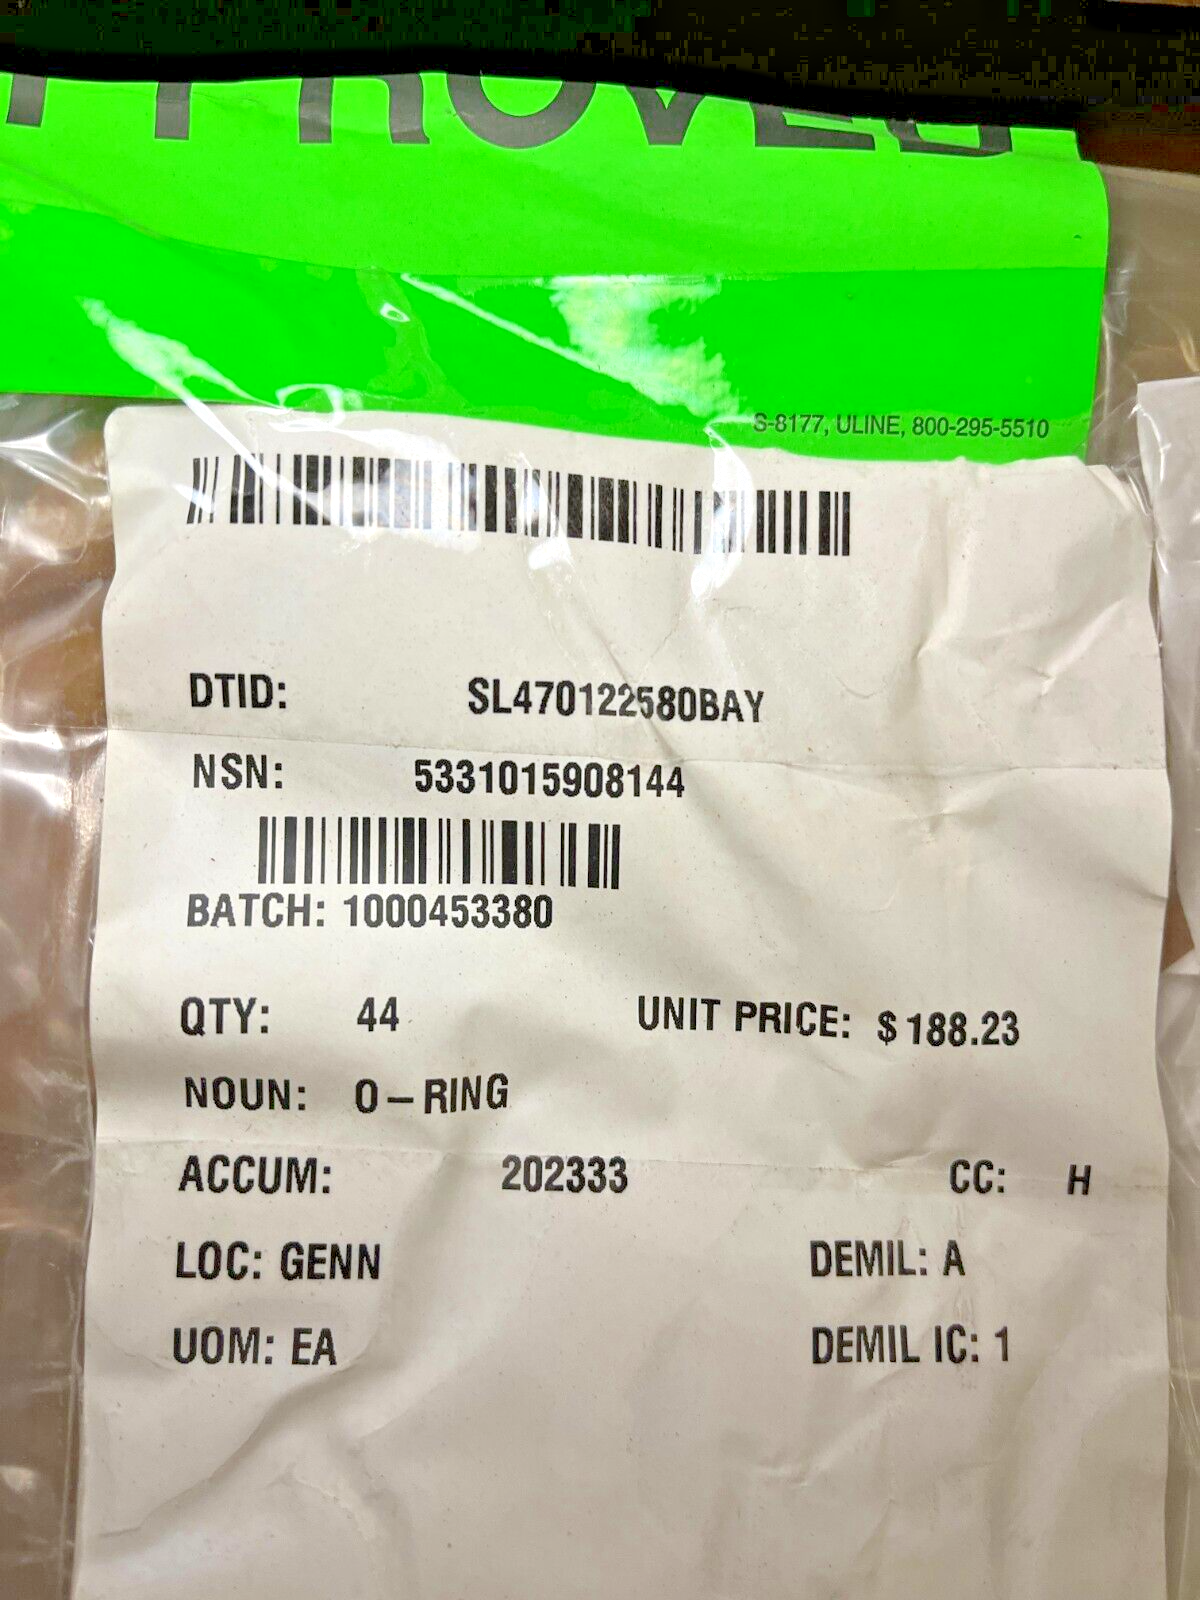 APPROVED
S-8177, ULINE, 800-295-5510
DTID: SL470122580BAY
NSN: 5331015908144
BATCH: 1000453380
QTY: 44 UNIT PRICE: $188.23
NOUN: O-RING
ACCUM: 202333 CC: H
LOC: GENN DEMIL: A
UOM: EA DEMIL IC: 1